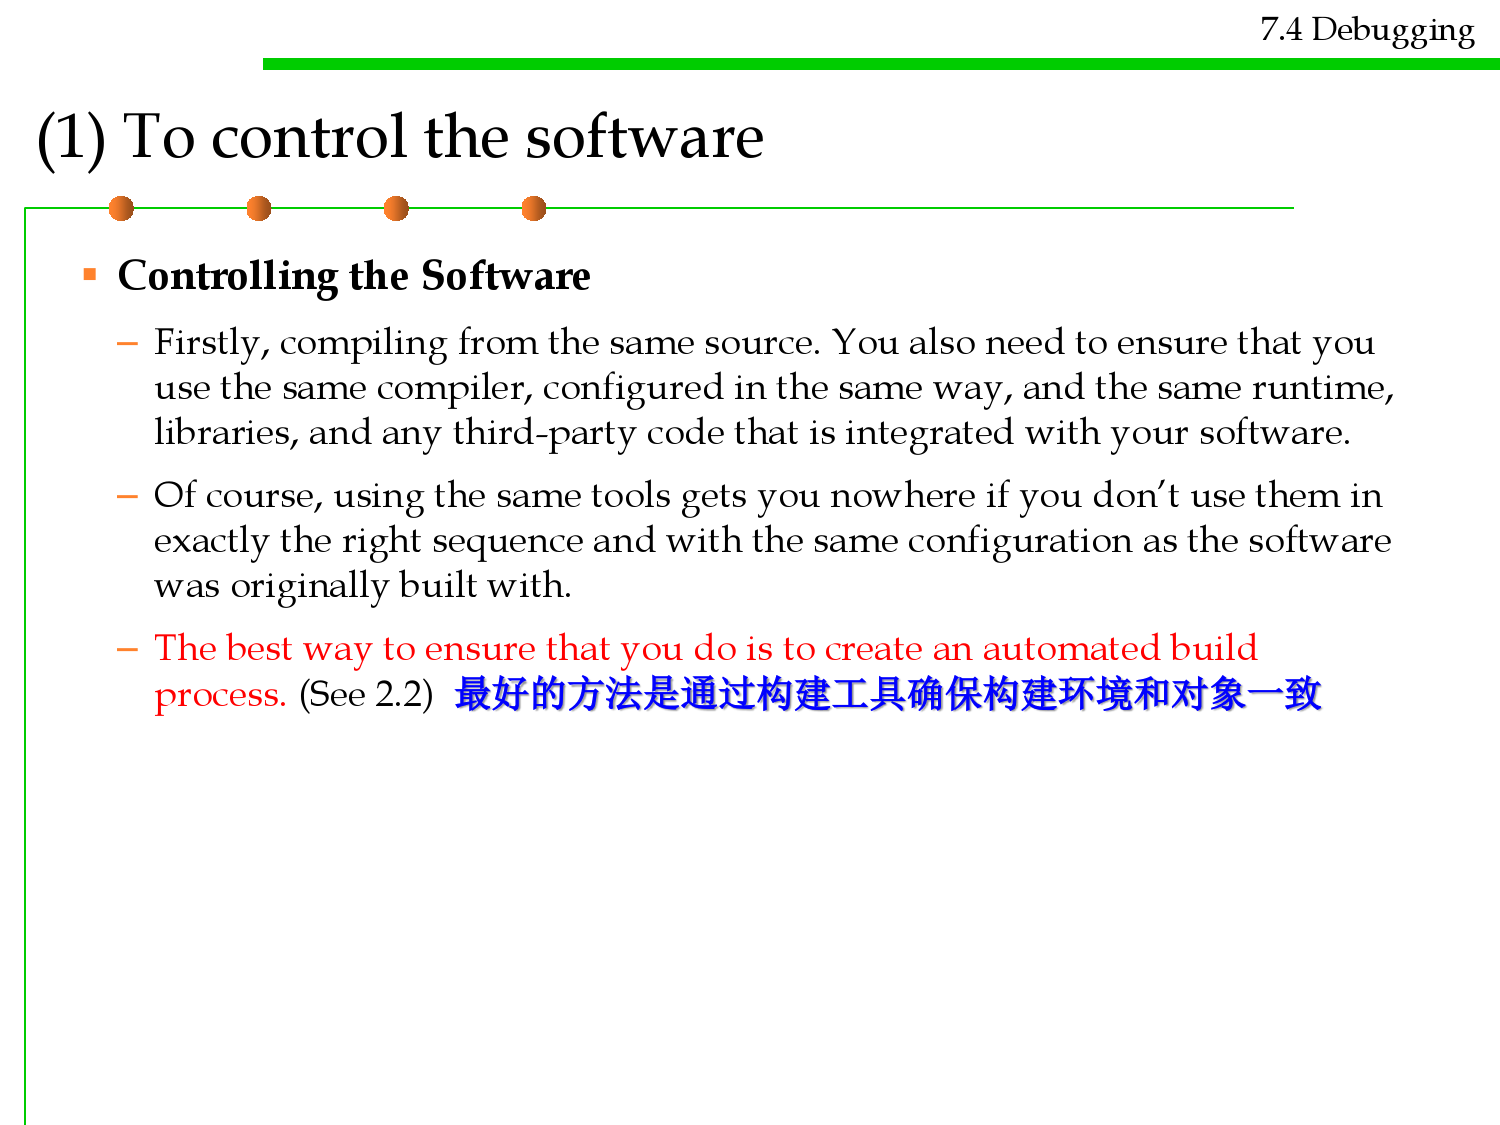 7.4 Debugging
(1) To control the software
▪ Controlling the Software
– Firstly, compiling from the same source. You also need to ensure that you
use the same compiler, configured in the same way, and the same runtime,
libraries, and any third-party code that is integrated with your software.
– Of course, using the same tools gets you nowhere if you don’t use them in
exactly the right sequence and with the same configuration as the software
was originally built with.
– The best way to ensure that you do is to create an automated build
process. (See 2.2) 最好的方法是通过构建工具确保构建环境和对象一致